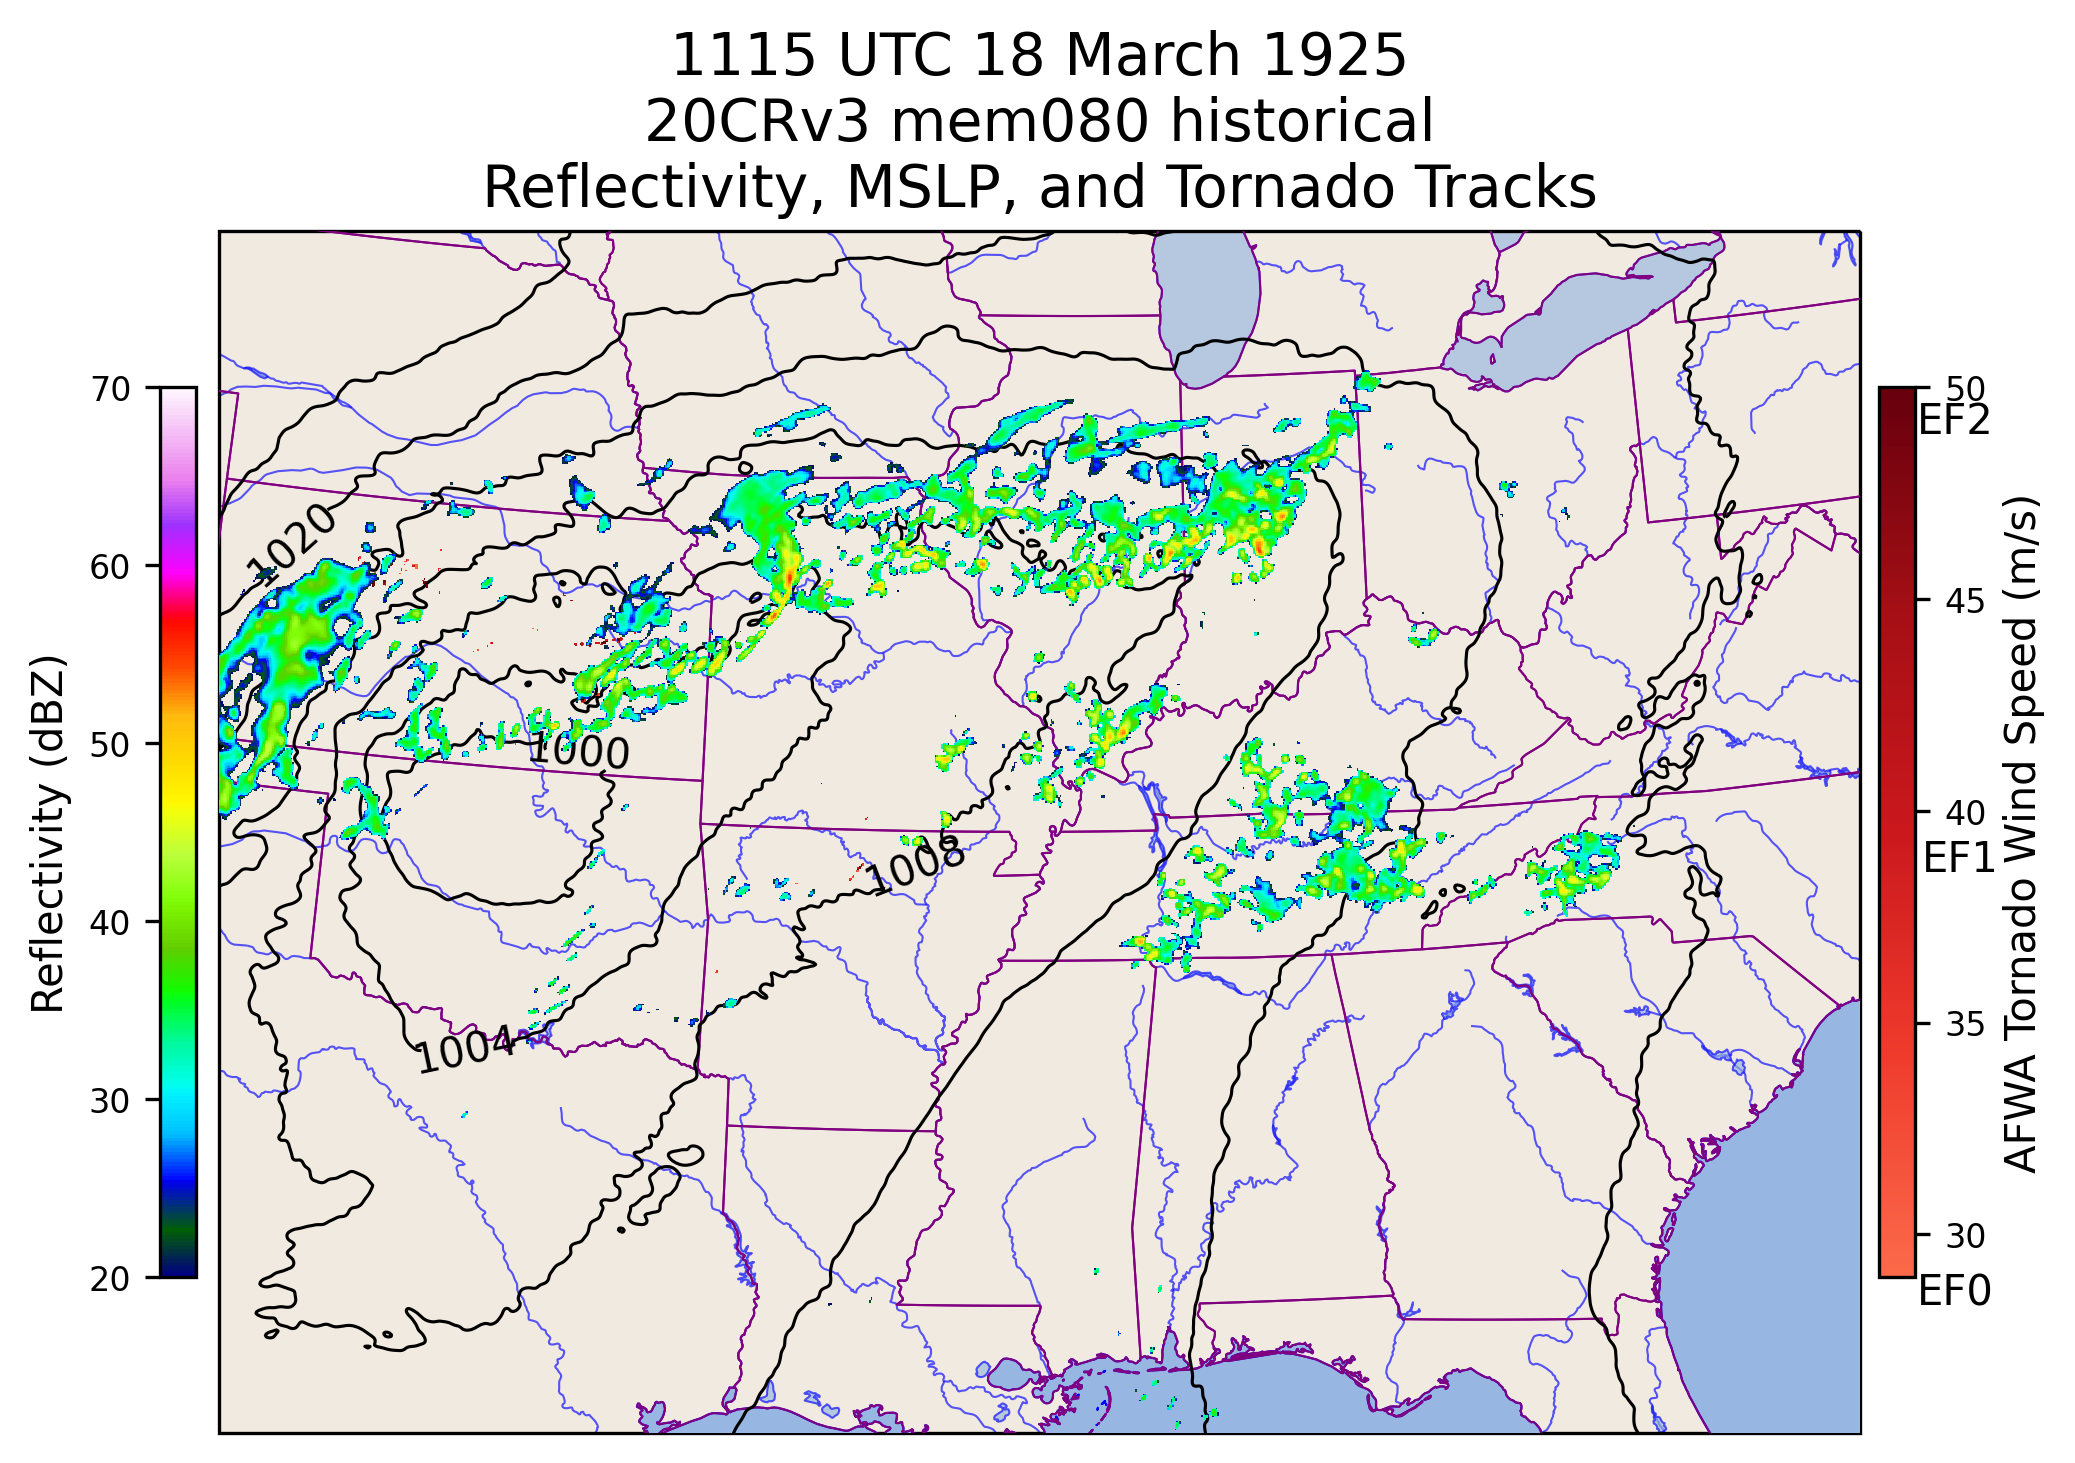 1115 UTC 18 March 1925
20CRv3 mem080 historical
Reflectivity, MSLP, and Tornado Tracks
70
60
50
40
30
20
Reflectivity (dBZ)
1020
1000
1008
1004
50
EF2
45
40
EF1
35
30
EF0
AFWA Tornado Wind Speed (m/s)